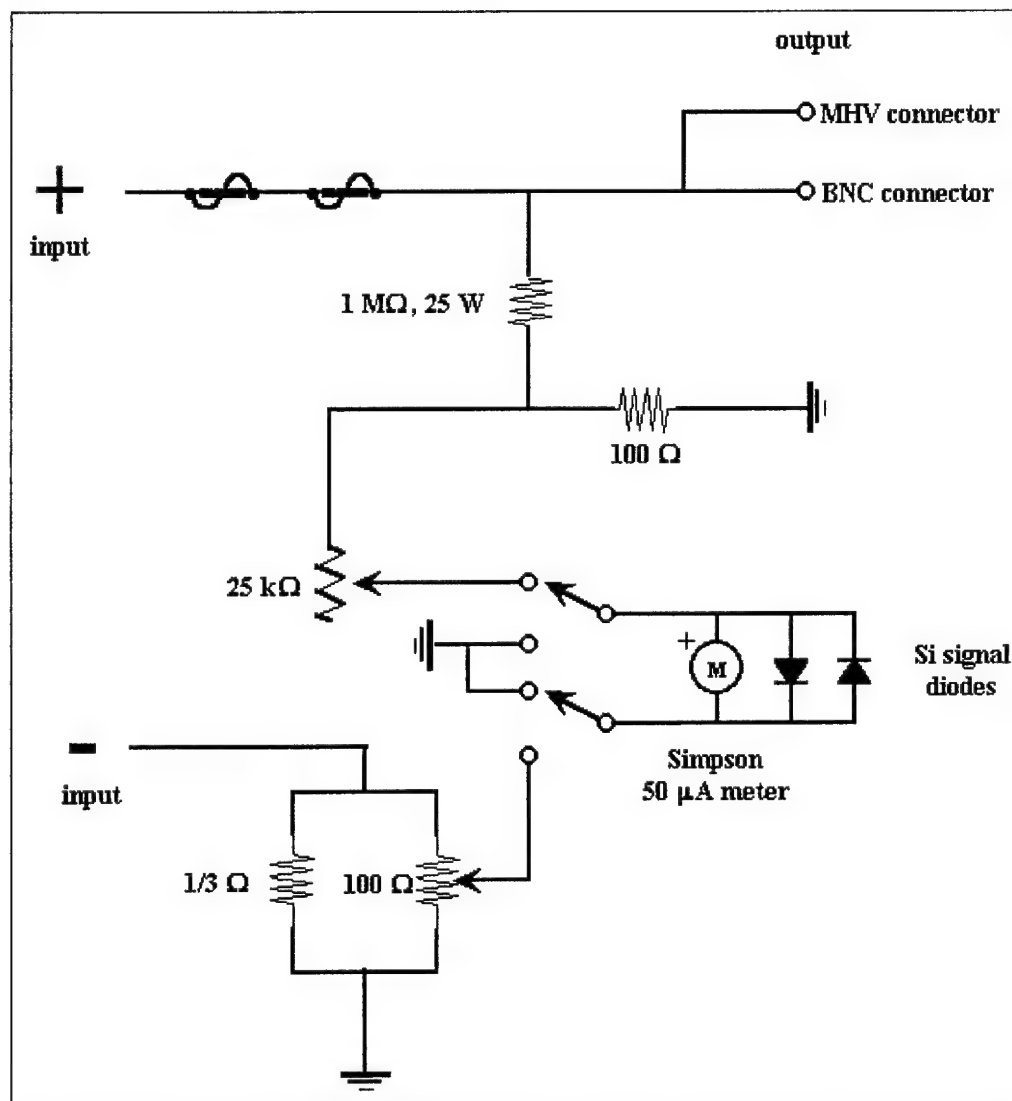 output
MHV connector
+
BNC connector
input
1 MΩ, 25 W
100 Ω
25 kΩ
+
M
Si signal
diodes
-
input
Simpson
50 μA meter
1/3 Ω
100 Ω